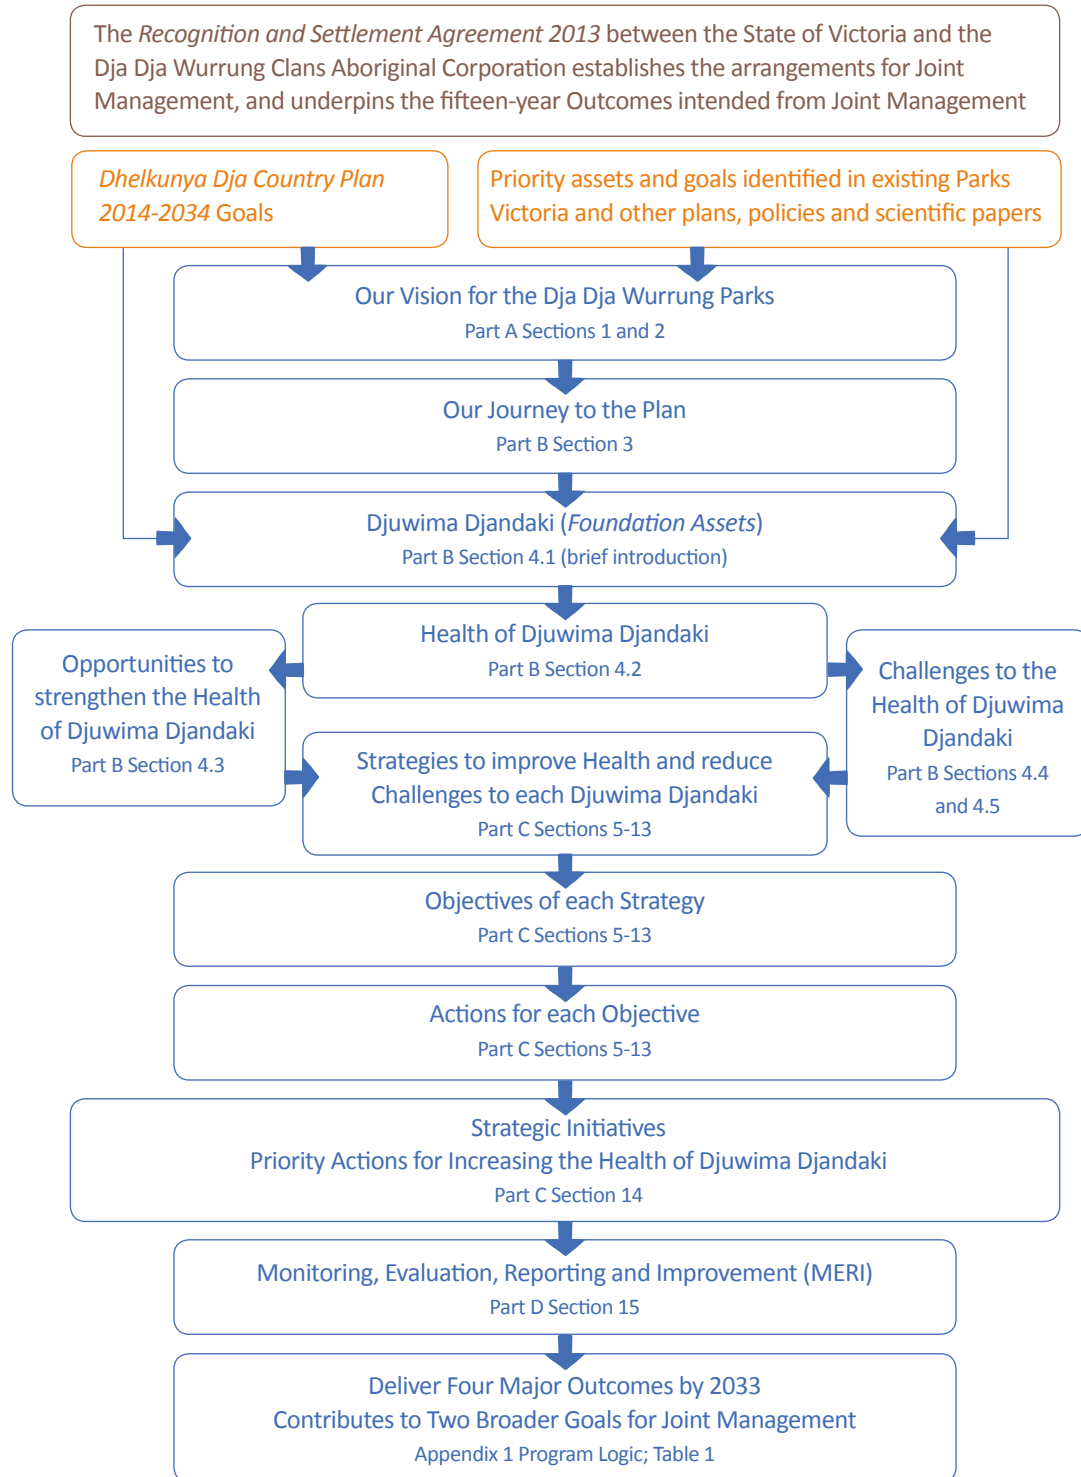 The Recognition and Settlement Agreement 2013 between the State of Victoria and the
Dja Dja Wurrung Clans Aboriginal Corporation establishes the arrangements for Joint
Management, and underpins the fifteen-year Outcomes intended from Joint Management
Dhelkunya Dja Country Plan
2014-2034 Goals
Priority assets and goals identified in existing Parks
Victoria and other plans, policies and scientific papers
Our Vision for the Dja Dja Wurrung Parks
Part A Sections 1 and 2
Our Journey to the Plan
Part B Section 3
Djuwima Djandaki (Foundation Assets)
Part B Section 4.1 (brief introduction)
Health of Djuwima Djandaki
Part B Section 4.2
Opportunities to
strengthen the Health
of Djuwima Djandaki
Part B Section 4.3
Challenges to the
Health of Djuwima
Djandaki
Part B Sections 4.4
and 4.5
Strategies to improve Health and reduce
Challenges to each Djuwima Djandaki
Part C Sections 5-13
Objectives of each Strategy
Part C Sections 5-13
Actions for each Objective
Part C Sections 5-13
Strategic Initiatives
Priority Actions for Increasing the Health of Djuwima Djandaki
Part C Section 14
Monitoring, Evaluation, Reporting and Improvement (MERI)
Part D Section 15
Deliver Four Major Outcomes by 2033
Contributes to Two Broader Goals for Joint Management
Appendix 1 Program Logic; Table 1